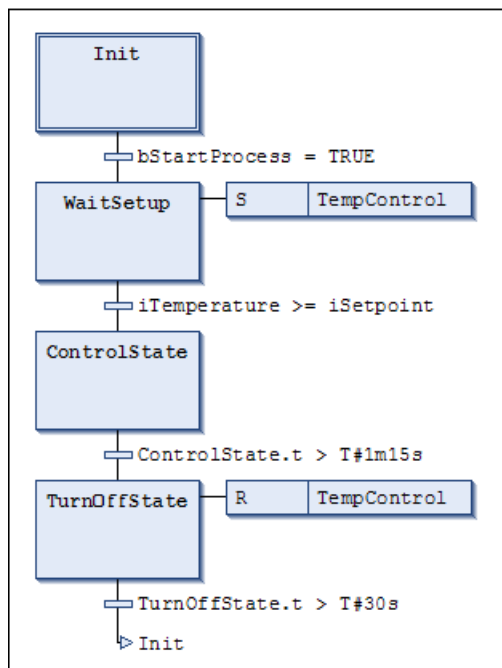 Init
bStartProcess = TRUE
WaitSetup S TempControl
iTemperature >= iSetpoint
ControlState
ControlState.t > T#1m15s
TurnOffState R TempControl
TurnOffState.t > T#30s
Init